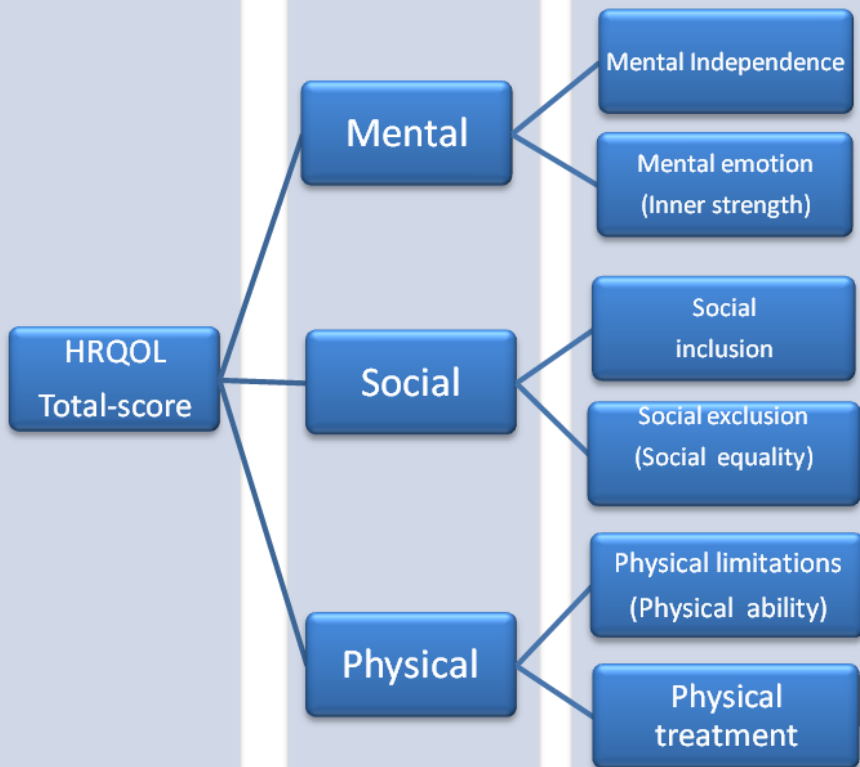 HRQOL
Total-score
Mental
Mental Independence
Mental emotion
(Inner strength)
Social
Social
inclusion
Social exclusion
(Social equality)
Physical
Physical limitations
(Physical ability)
Physical
treatment